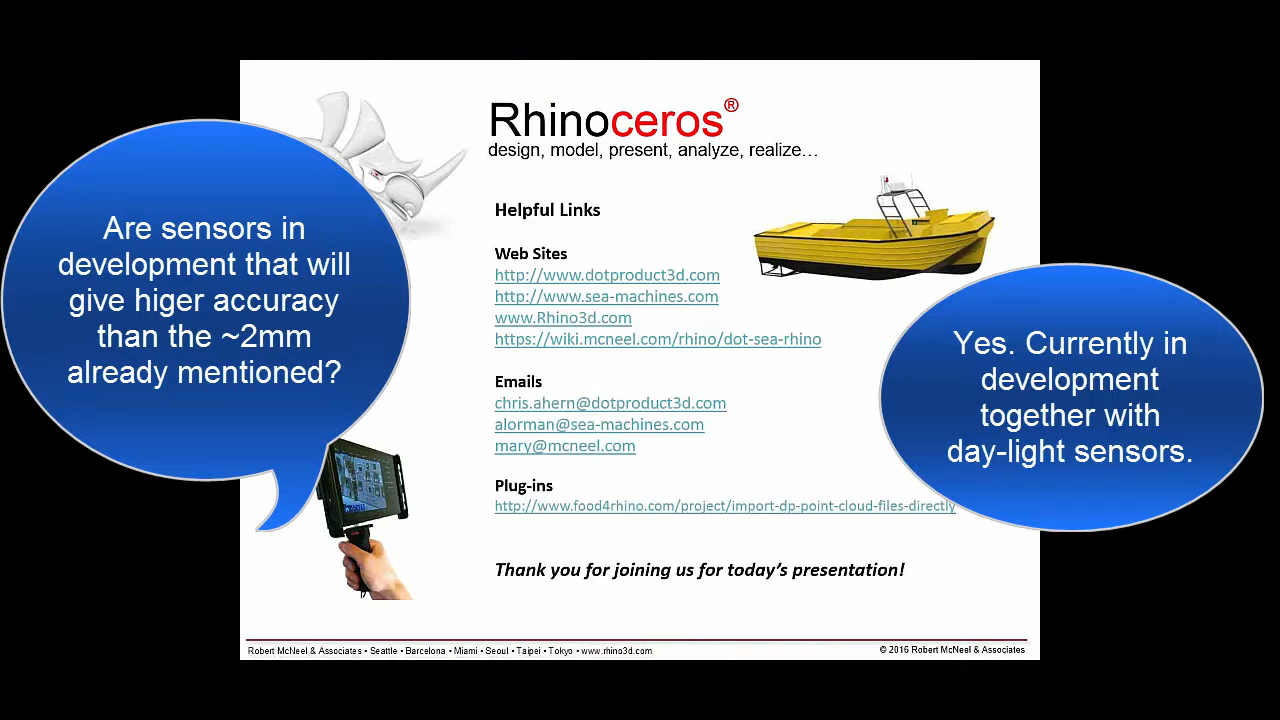 Rhinoceros®
design, model, present, analyze, realize...
Are sensors in
development that will
give higer accuracy
than the ~2mm
already mentioned?
Helpful Links
Web Sites
http://www.dotproduct3d.com
http://www.sea-machines.com
www.Rhino3d.com
https://wiki.mcneel.com/rhino/dot-sea-rhino
Emails
chris.ahern@dotproduct3d.com
alorman@sea-machines.com
mary@mcneel.com
Plug-ins
http://www.food4rhino.com/project/import-dp-point-cloud-files-directly
Yes. Currently in
development
together with
day-light sensors.
Thank you for joining us for today's presentation!
Robert McNeel & Associates • Seattle • Barcelona • Miami • Seoul • Taipei • Tokyo • www.rhino3d.com
© 2016 Robert McNeel & Associates